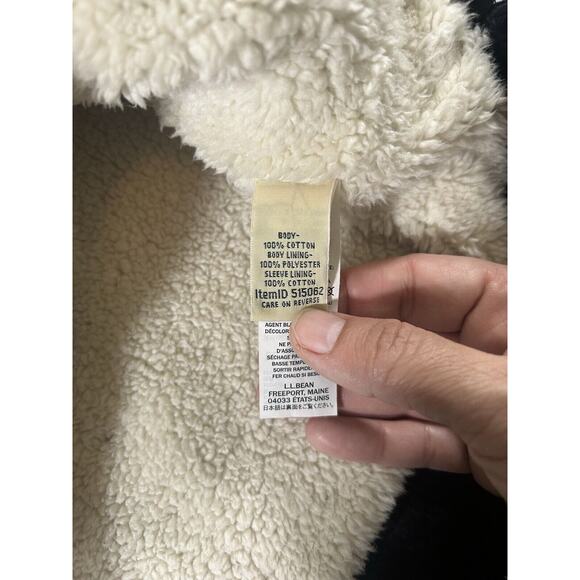 BODY-
100% COTTON
BODY LINING-
100% POLYESTER
SLEEVE LINING-
100% COTTON
ItemID 515062
CARE ON REVERSE
AGENT BL
DÉCOLOR
NE P
D'ASSO
SÉCHAGE PA
BASSE TEMP
SORTIR RAPID
FER CHAUD SI BESO
L.L.BEAN
FREEPORT, MAINE
04033 ÉTATS-UNIS
日本語は裏面をご覧ください。